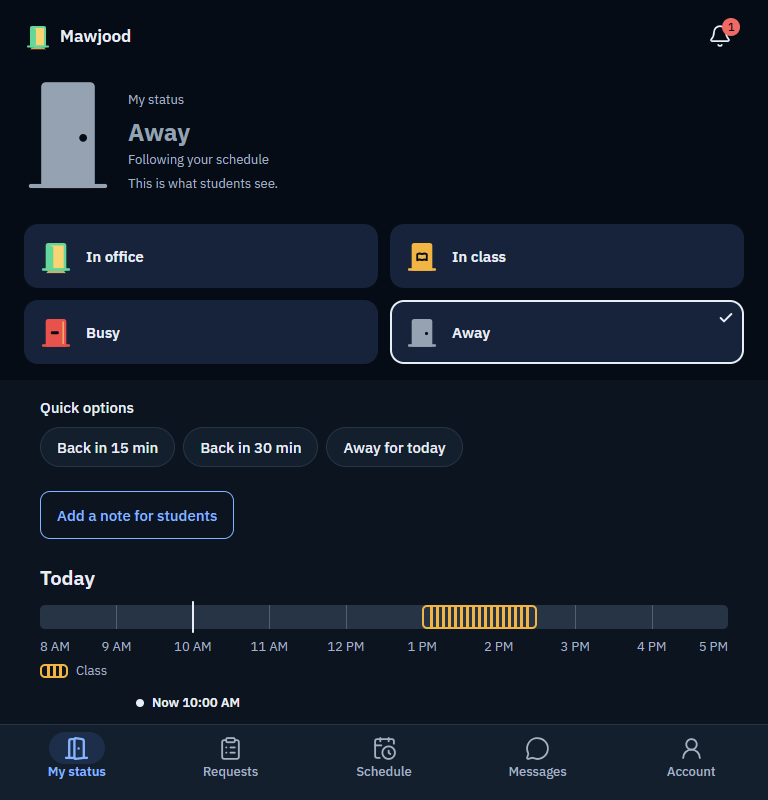 Mawjood
1
My status
Away
Following your schedule
This is what students see.
In office
In class
Busy
Away
Quick options
Back in 15 min
Back in 30 min
Away for today
Add a note for students
Today
8 AM 9 AM 10 AM 11 AM 12 PM 1 PM 2 PM 3 PM 4 PM 5 PM
Class
Now 10:00 AM
My status
Requests
Schedule
Messages
Account